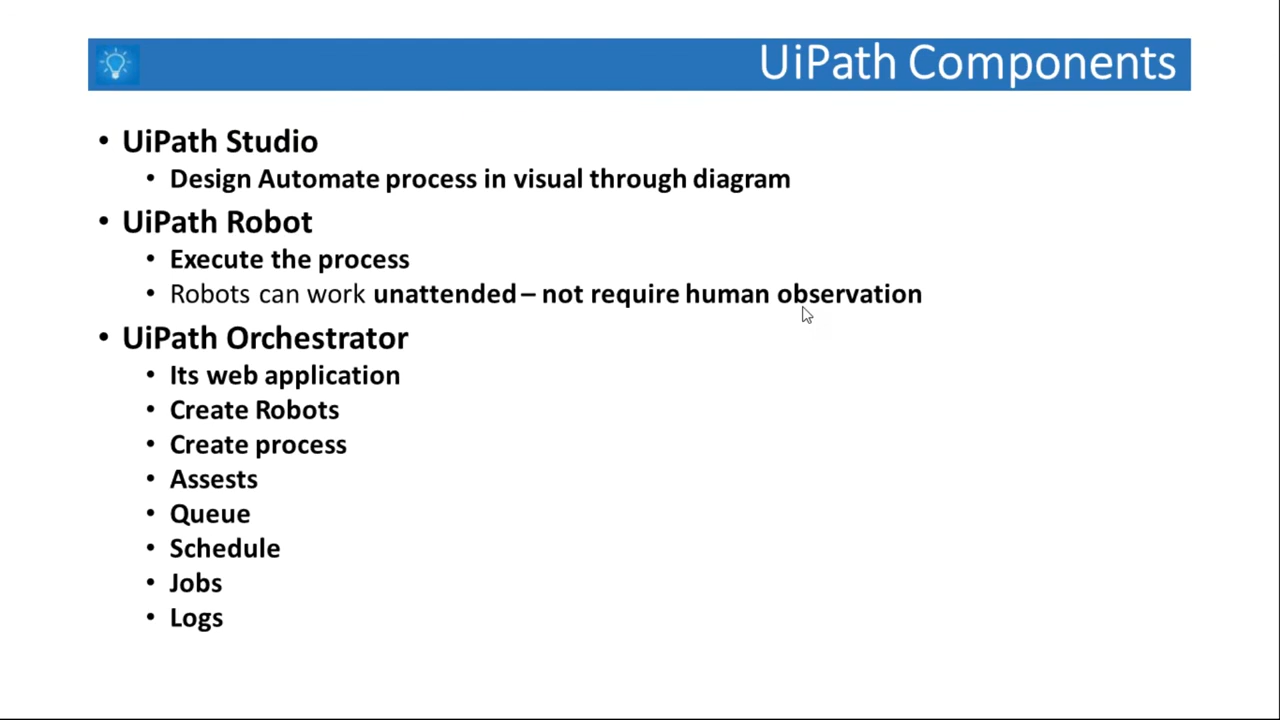 UiPath Components
• UiPath Studio
• Design Automate process in visual through diagram
• UiPath Robot
• Execute the process
• Robots can work unattended – not require human observation
• UiPath Orchestrator
• Its web application
• Create Robots
• Create process
• Assests
• Queue
• Schedule
• Jobs
• Logs